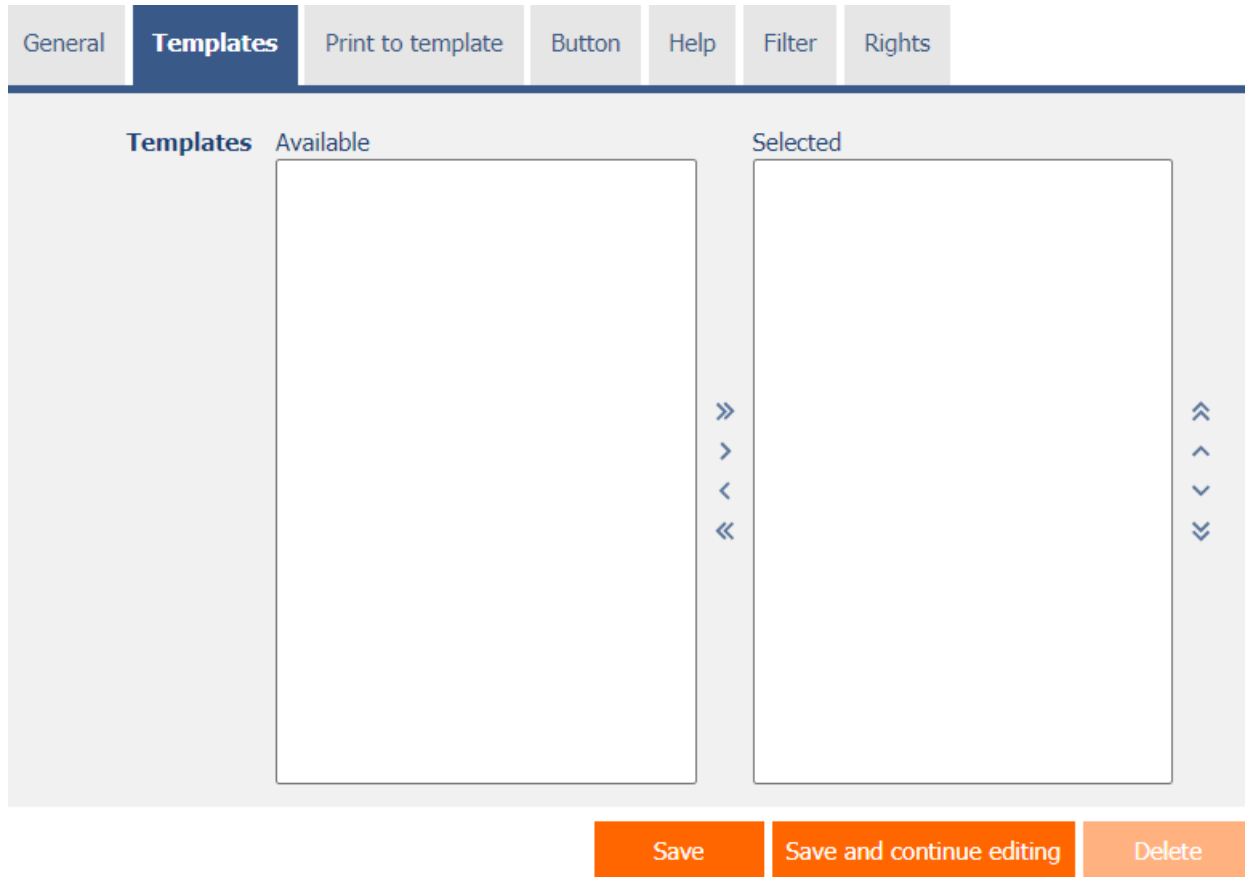 General Templates Print to template Button Help Filter Rights
Templates Available Selected
Save Save and continue editing Delete